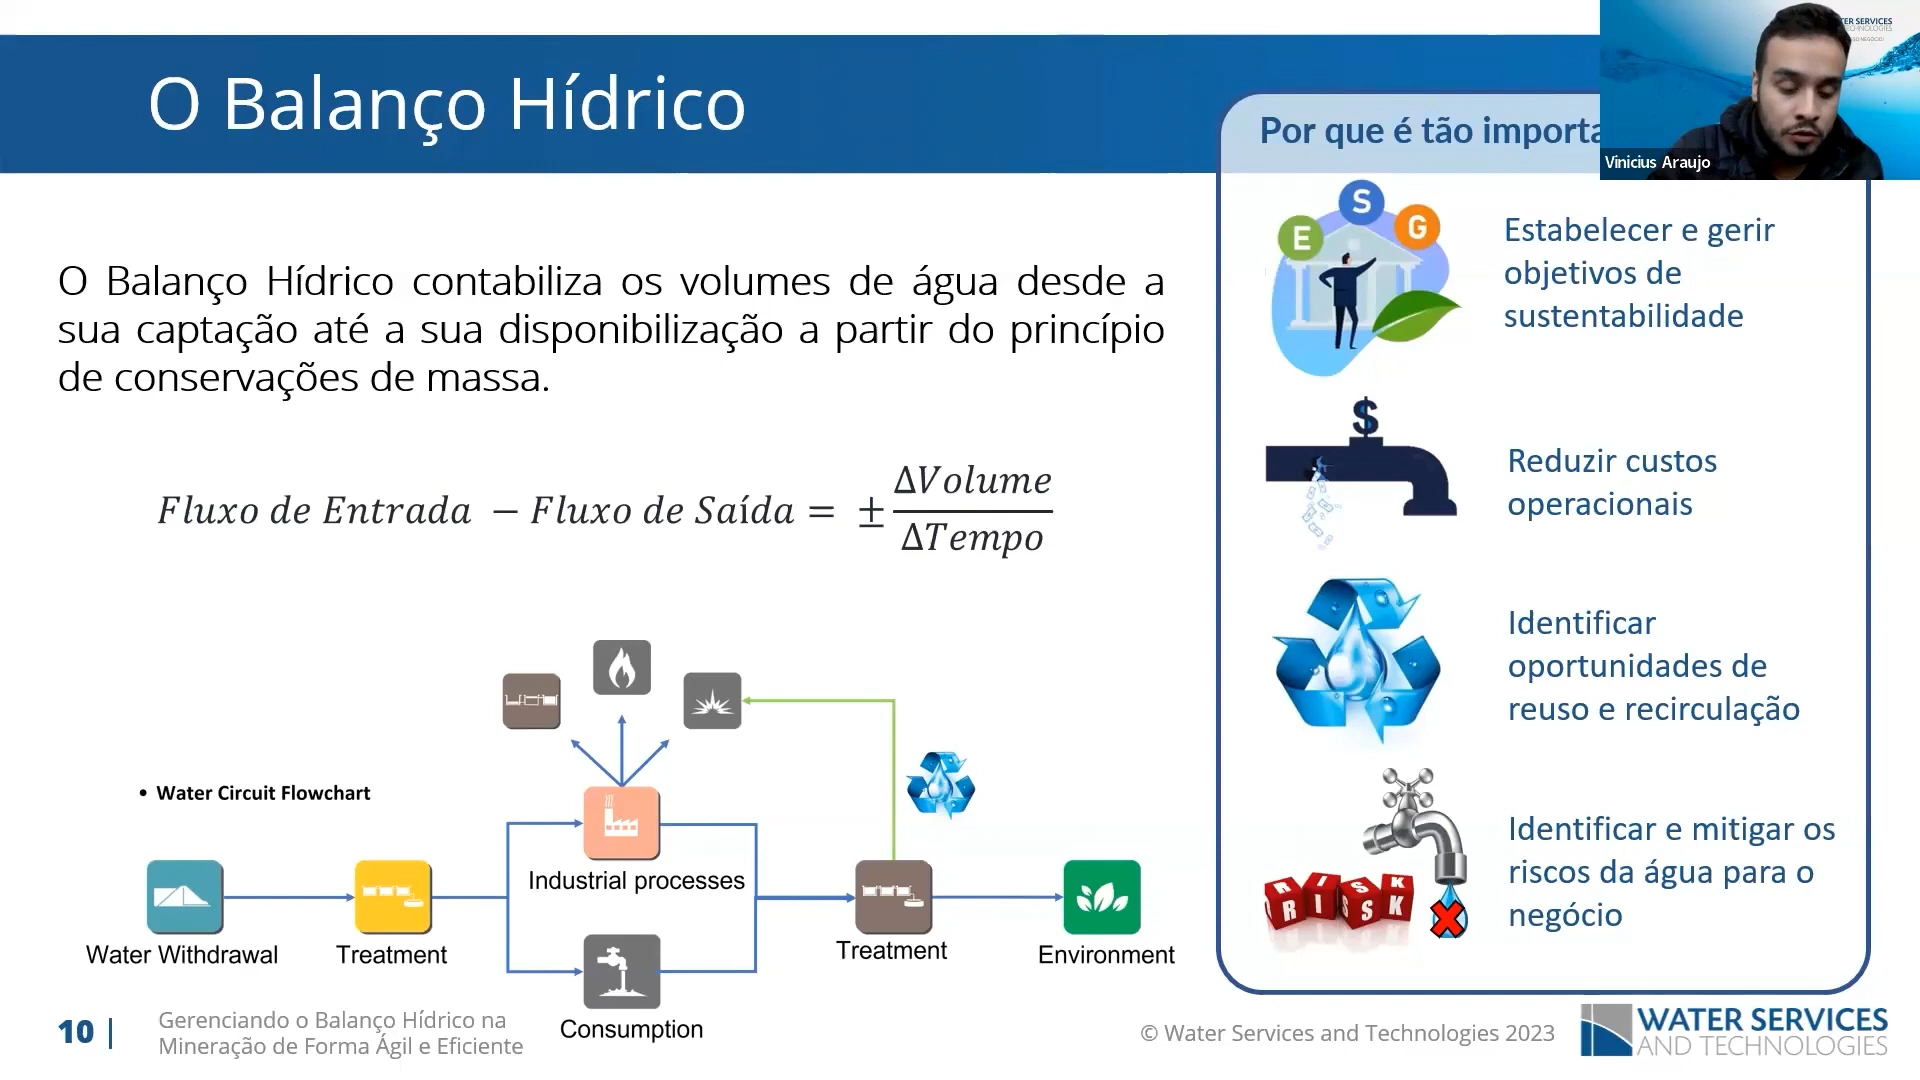 O Balanço Hídrico
O Balanço Hídrico contabiliza os volumes de água desde a
sua captação até a sua disponibilização a partir do princípio
de conservações de massa.
Fluxo de Entrada − Fluxo de Saída = ± ΔVolume
ΔTempo
• Water Circuit Flowchart
Water Withdrawal
Treatment
Industrial processes
Consumption
Treatment
Environment
Por que é tão importa
E S G
Estabelecer e gerir
objetivos de
sustentabilidade
$
Reduzir custos
operacionais
Identificar
oportunidades de
reuso e recirculação
RISK
RISK
Identificar e mitigar os
riscos da água para o
negócio
Vinicius Araujo
TER SERVICES
10 |
Gerenciando o Balanço Hídrico na
Mineração de Forma Ágil e Eficiente
© Water Services and Technologies 2023
WATER SERVICES
AND TECHNOLOGIES